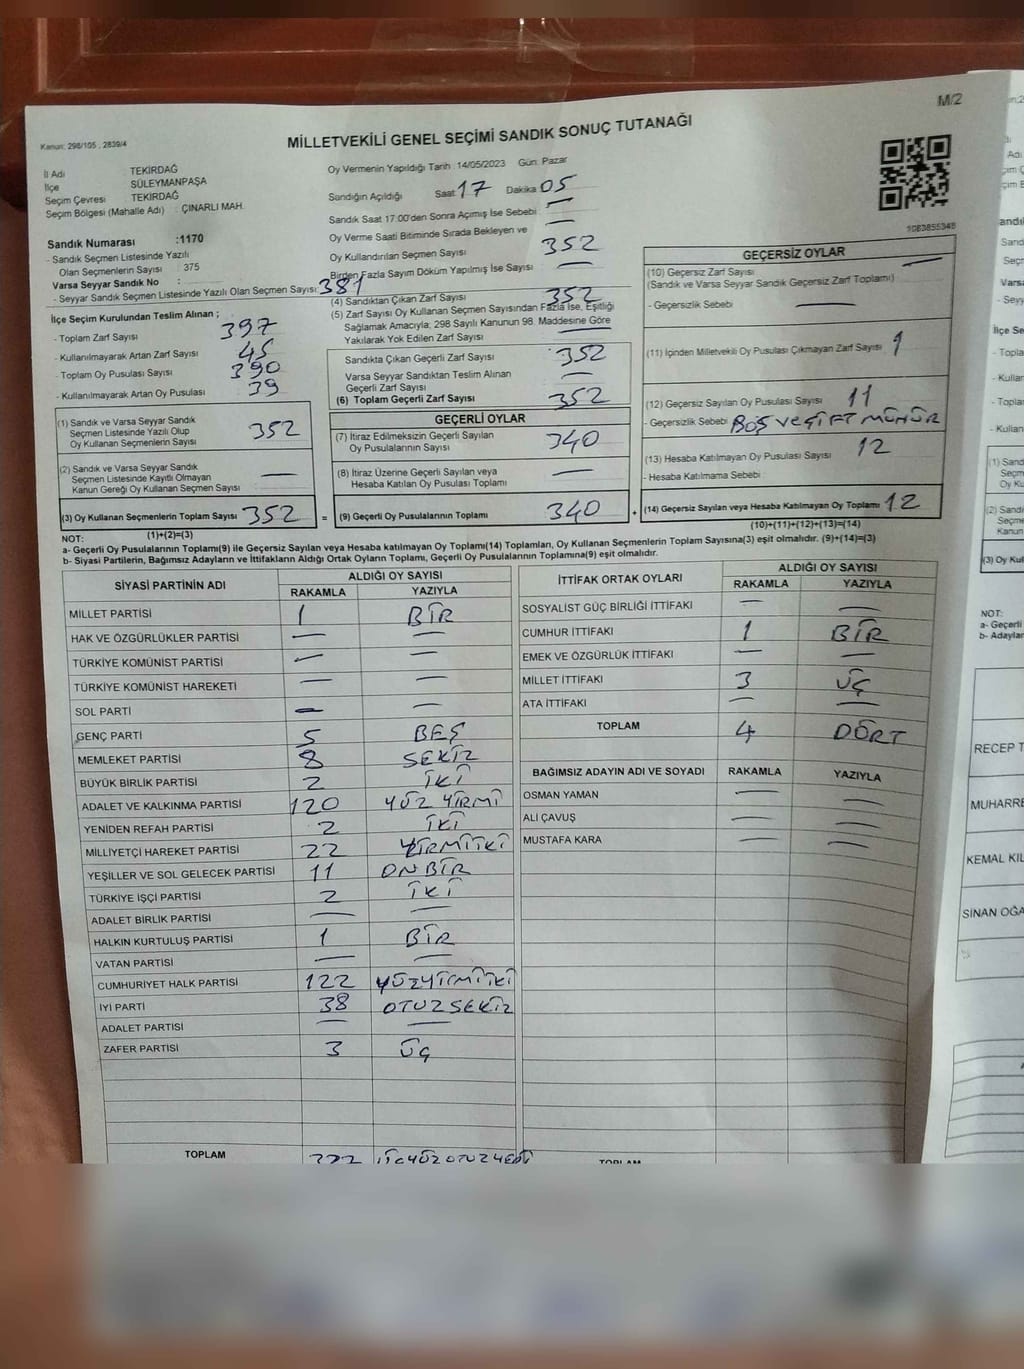 M/2
Kanun: 298/105 , 2839/4
MİLLETVEKİLİ GENEL SEÇİMİ SANDIK SONUÇ TUTANAĞI
İl Adı : TEKİRDAĞ
İlçe : SÜLEYMANPAŞA
Seçim Çevresi : TEKİRDAĞ
Seçim Bölgesi (Mahalle Adı) : ÇINARLI MAH.
Sandık Numarası :1170
- Sandık Seçmen Listesinde Yazılı
Olan Seçmenlerin Sayısı : 375
Varsa Seyyar Sandık No :
- Seyyar Sandık Seçmen Listesinde Yazılı Olan Seçmen Sayısı: 381
İlçe Seçim Kurulundan Teslim Alınan ;
- Toplam Zarf Sayısı : 397
- Kullanılmayarak Artan Zarf Sayısı : 45
- Toplam Oy Pusulası Sayısı : 390
- Kullanılmayarak Artan Oy Pusulası : 39
(1) Sandık ve Varsa Seyyar Sandık
Seçmen Listesinde Yazılı Olup
Oy Kullanan Seçmenlerin Sayısı 352
(2) Sandık ve Varsa Seyyar Sandık
Seçmen Listesinde Kayıtlı Olmayan
Kanun Gereği Oy Kullanan Seçmen Sayısı —
(3) Oy Kullanan Seçmenlerin Toplam Sayısı 352
(1)+(2)=(3)
Oy Vermenin Yapıldığı Tarih :14/05/2023 Gün: Pazar
Sandığın Açıldığı Saat: 17 Dakika: 05
Sandık Saat 17:00'den Sonra Açımış İse Sebebi : —
Oy Verme Saati Bitiminde Sırada Bekleyen ve —
Oy Kullandırılan Seçmen Sayısı 352
Birden Fazla Sayım Döküm Yapılmış İse Sayısı —
(4) Sandıktan Çıkan Zarf Sayısı 352
(5) Zarf Sayısı Oy Kullanan Seçmen Sayısından Fazla İse, Eşitliği
Sağlamak Amacıyla; 298 Sayılı Kanunun 98. Maddesine Göre
Yakılarak Yok Edilen Zarf Sayısı —
Sandıkta Çıkan Geçerli Zarf Sayısı 352
Varsa Seyyar Sandıktan Teslim Alınan
Geçerli Zarf Sayısı —
(6) Toplam Geçerli Zarf Sayısı 352
GEÇERLİ OYLAR
(7) İtiraz Edilmeksizin Geçerli Sayılan
Oy Pusulalarının Sayısı 340
(8) İtiraz Üzerine Geçerli Sayılan veya
Hesaba Katılan Oy Pusulası Toplamı —
= (9) Geçerli Oy Pusulalarının Toplamı 340 +
1083855348
GEÇERSİZ OYLAR
(10) Geçersiz Zarf Sayısı —
(Sandık ve Varsa Seyyar Sandık Geçersiz Zarf Toplamı)
- Geçersizlik Sebebi —
(11) İçinden Milletvekili Oy Pusulası Çıkmayan Zarf Sayısı 1
(12) Geçersiz Sayılan Oy Pusulası Sayısı 11
- Geçersizlik Sebebi BOŞ VE ÇİFT MÜHÜR
(13) Hesaba Katılmayan Oy Pusulası Sayısı 12
- Hesaba Katılmama Sebebi
(14) Geçersiz Sayılan veya Hesaba Katılmayan Oy Toplamı 12
(10)+(11)+(12)+(13)=(14)
NOT:
a- Geçerli Oy Pusulalarının Toplamı(9) ile Geçersiz Sayılan veya Hesaba katılmayan Oy Toplamı(14) Toplamları, Oy Kullanan Seçmenlerin Toplam Sayısına(3) eşit olmalıdır. (9)+(14)=(3)
b- Siyasi Partilerin, Bağımsız Adayların ve İttifakların Aldığı Ortak Oyların Toplamı, Geçerli Oy Pusulalarının Toplamına(9) eşit olmalıdır.
SİYASİ PARTİNİN ADI ALDIĞI OY SAYISI
RAKAMLA YAZIYLA
MİLLET PARTİSİ 1 BİR
HAK VE ÖZGÜRLÜKLER PARTİSİ — —
TÜRKİYE KOMÜNİST PARTİSİ — —
TÜRKİYE KOMÜNİST HAREKETİ — —
SOL PARTİ — —
GENÇ PARTİ 5 BEŞ
MEMLEKET PARTİSİ 8 SEKİZ
BÜYÜK BİRLİK PARTİSİ 2 İKİ
ADALET VE KALKINMA PARTİSİ 120 YÜZ YİRMİ
YENİDEN REFAH PARTİSİ 2 İKİ
MİLLİYETÇİ HAREKET PARTİSİ 22 YİRMİİKİ
YEŞİLLER VE SOL GELECEK PARTİSİ 11 ONBİR
TÜRKİYE İŞÇİ PARTİSİ 2 İKİ
ADALET BİRLİK PARTİSİ — —
HALKIN KURTULUŞ PARTİSİ 1 BİR
VATAN PARTİSİ — —
CUMHURİYET HALK PARTİSİ 122 YÜZYİRMİİKİ
İYİ PARTİ 38 OTUZSEKİZ
ADALET PARTİSİ — —
ZAFER PARTİSİ 3 ÜÇ
TOPLAM
İTTİFAK ORTAK OYLARI ALDIĞI OY SAYISI
RAKAMLA YAZIYLA
SOSYALİST GÜÇ BİRLİĞİ İTTİFAKI — —
CUMHUR İTTİFAKI 1 BİR
EMEK VE ÖZGÜRLÜK İTTİFAKI — —
MİLLET İTTİFAKI 3 ÜÇ
ATA İTTİFAKI — —
TOPLAM 4 DÖRT
BAĞIMSIZ ADAYIN ADI VE SOYADI RAKAMLA YAZIYLA
OSMAN YAMAN — —
ALİ ÇAVUŞ — —
MUSTAFA KARA — —
TOPLAM
NOT:
a- Geçerli
b- Adaylar
RECEP T
MUHARRE
KEMAL KIL
SİNAN OĞA